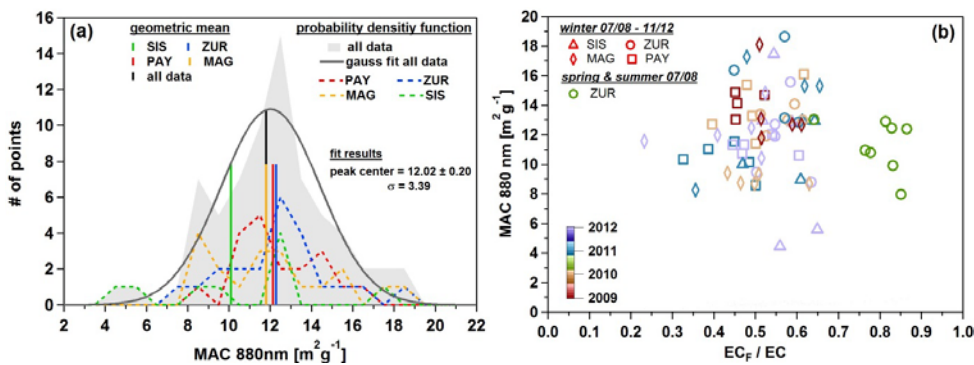 (a)
geometric mean
SIS ZUR
PAY MAG
all data
probability densitiy function
all data
gauss fit all data
PAY ZUR
MAG SIS
fit results
peak center = 12.02 ± 0.20
σ = 3.39
# of points
16
14
12
10
8
6
4
2
0
2 4 6 8 10 12 14 16 18 20 22
MAC 880nm [m²g⁻¹]
(b)
winter 07/08 - 11/12
SIS ZUR
MAG PAY
spring & summer 07/08
ZUR
2012
2011
2010
2009
MAC 880 nm [m² g⁻¹]
20
18
16
14
12
10
8
6
4
2
0
0.0 0.1 0.2 0.3 0.4 0.5 0.6 0.7 0.8 0.9 1.0
EC_F / EC